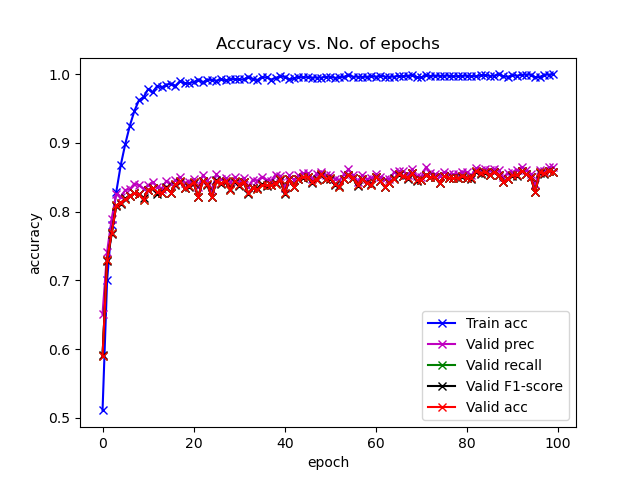 Accuracy vs. No. of epochs
1.0
0.9
0.8
0.7
0.6
0.5
accuracy
Train acc
Valid prec
Valid recall
Valid F1-score
Valid acc
0 20 40 60 80 100
epoch